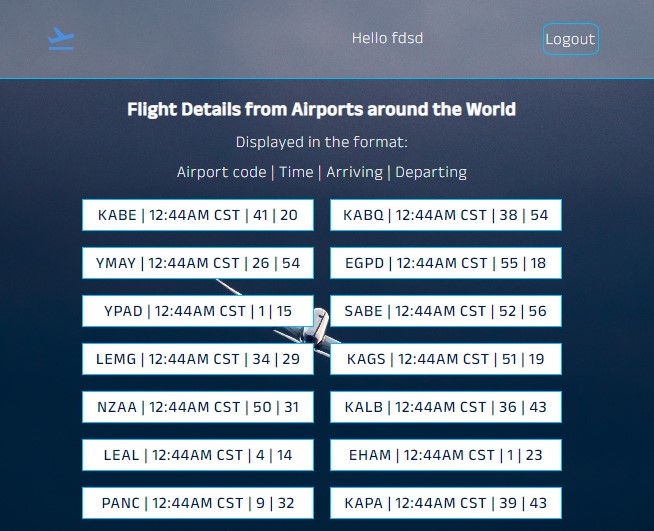 Hello fdsd
Logout
Flight Details from Airports around the World
Displayed in the format:
Airport code | Time | Arriving | Departing
KABE | 12:44AM CST | 41 | 20
KABQ | 12:44AM CST | 38 | 54
YMAY | 12:44AM CST | 26 | 54
EGPD | 12:44AM CST | 55 | 18
YPAD | 12:44AM CST | 1 | 15
SABE | 12:44AM CST | 52 | 56
LEMG | 12:44AM CST | 34 | 29
KAGS | 12:44AM CST | 51 | 19
NZAA | 12:44AM CST | 50 | 31
KALB | 12:44AM CST | 36 | 43
LEAL | 12:44AM CST | 4 | 14
EHAM | 12:44AM CST | 1 | 23
PANC | 12:44AM CST | 9 | 32
KAPA | 12:44AM CST | 39 | 43